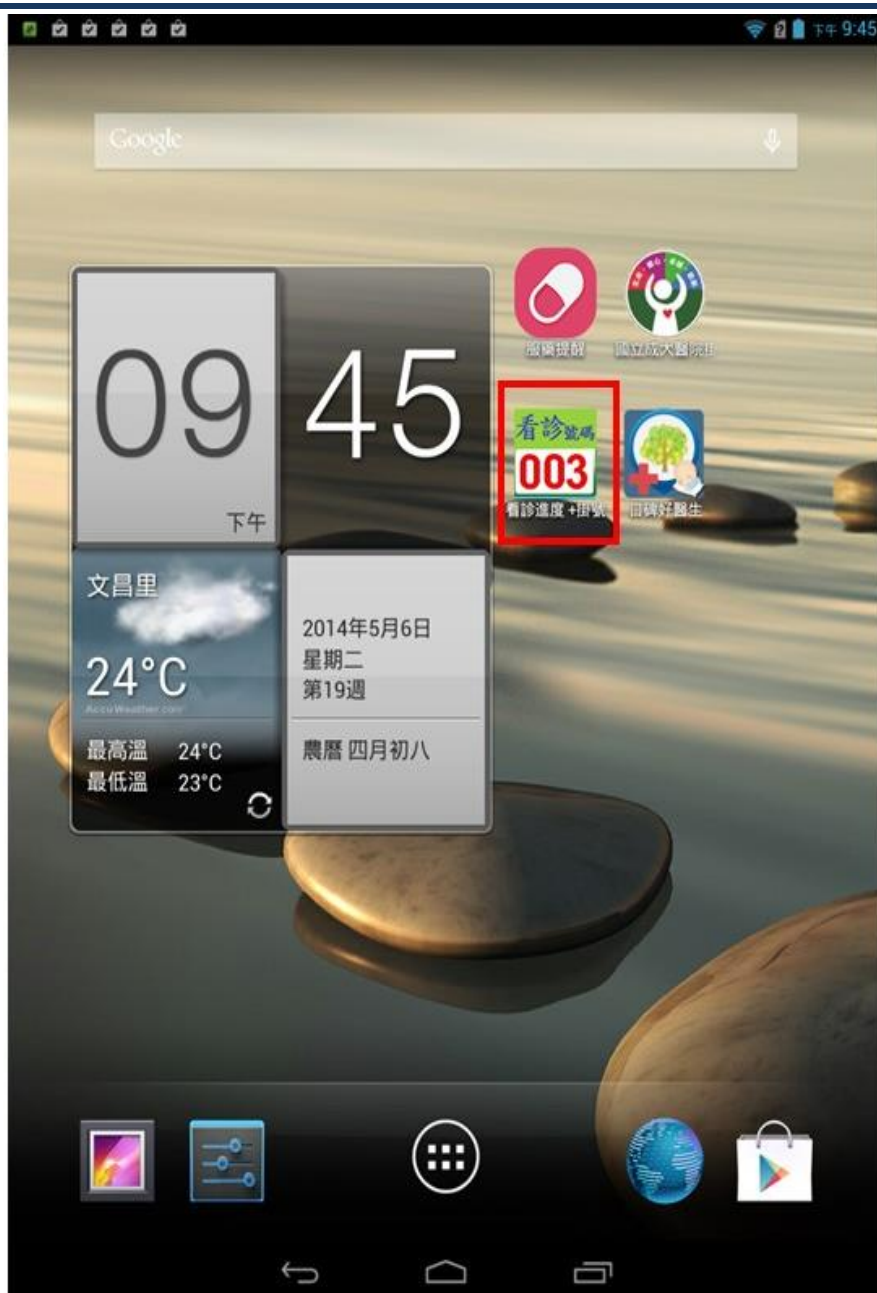 下午 9:45
Google
09
45
下午
服藥提醒
國立成大醫院
看診號碼
003
看診進度 +掛號
口碑好醫生
文昌里
24°C
AccuWeather.com
最高溫 24°C
最低溫 23°C
2014年5月6日
星期二
第19週
農曆 四月初八